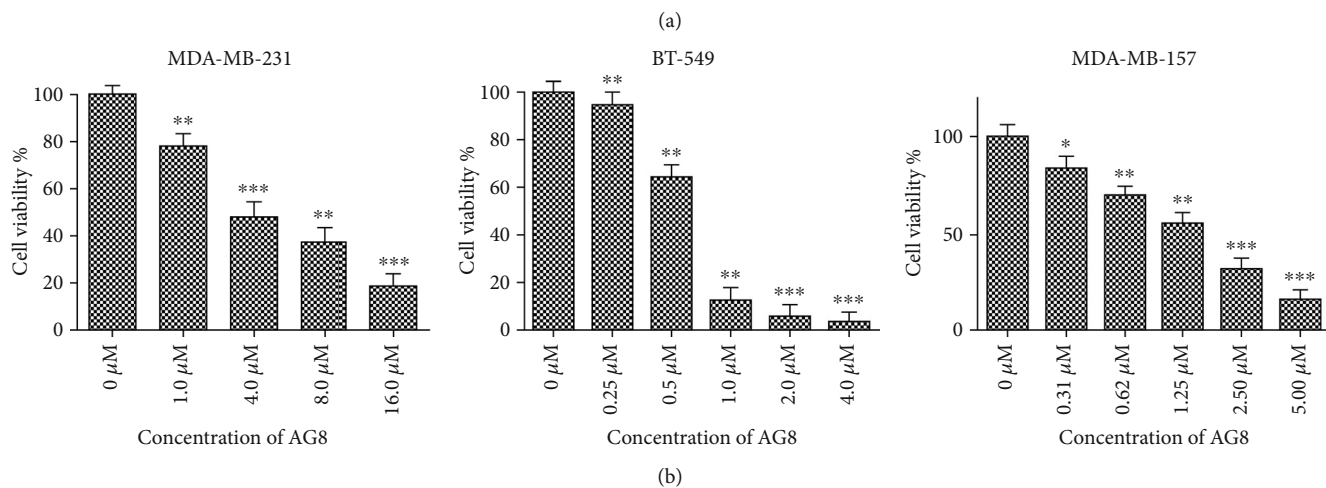 (a)
MDA-MB-231
Cell viability %
100
80
60
40
20
0
**
***
**
***
0 μM
1.0 μM
4.0 μM
8.0 μM
16.0 μM
Concentration of AG8
BT-549
Cell viability %
100
80
60
40
20
0
**
**
**
***
***
0 μM
0.25 μM
0.5 μM
1.0 μM
2.0 μM
4.0 μM
Concentration of AG8
MDA-MB-157
Cell viability %
100
50
0
*
**
**
***
***
0 μM
0.31 μM
0.62 μM
1.25 μM
2.50 μM
5.00 μM
Concentration of AG8
(b)